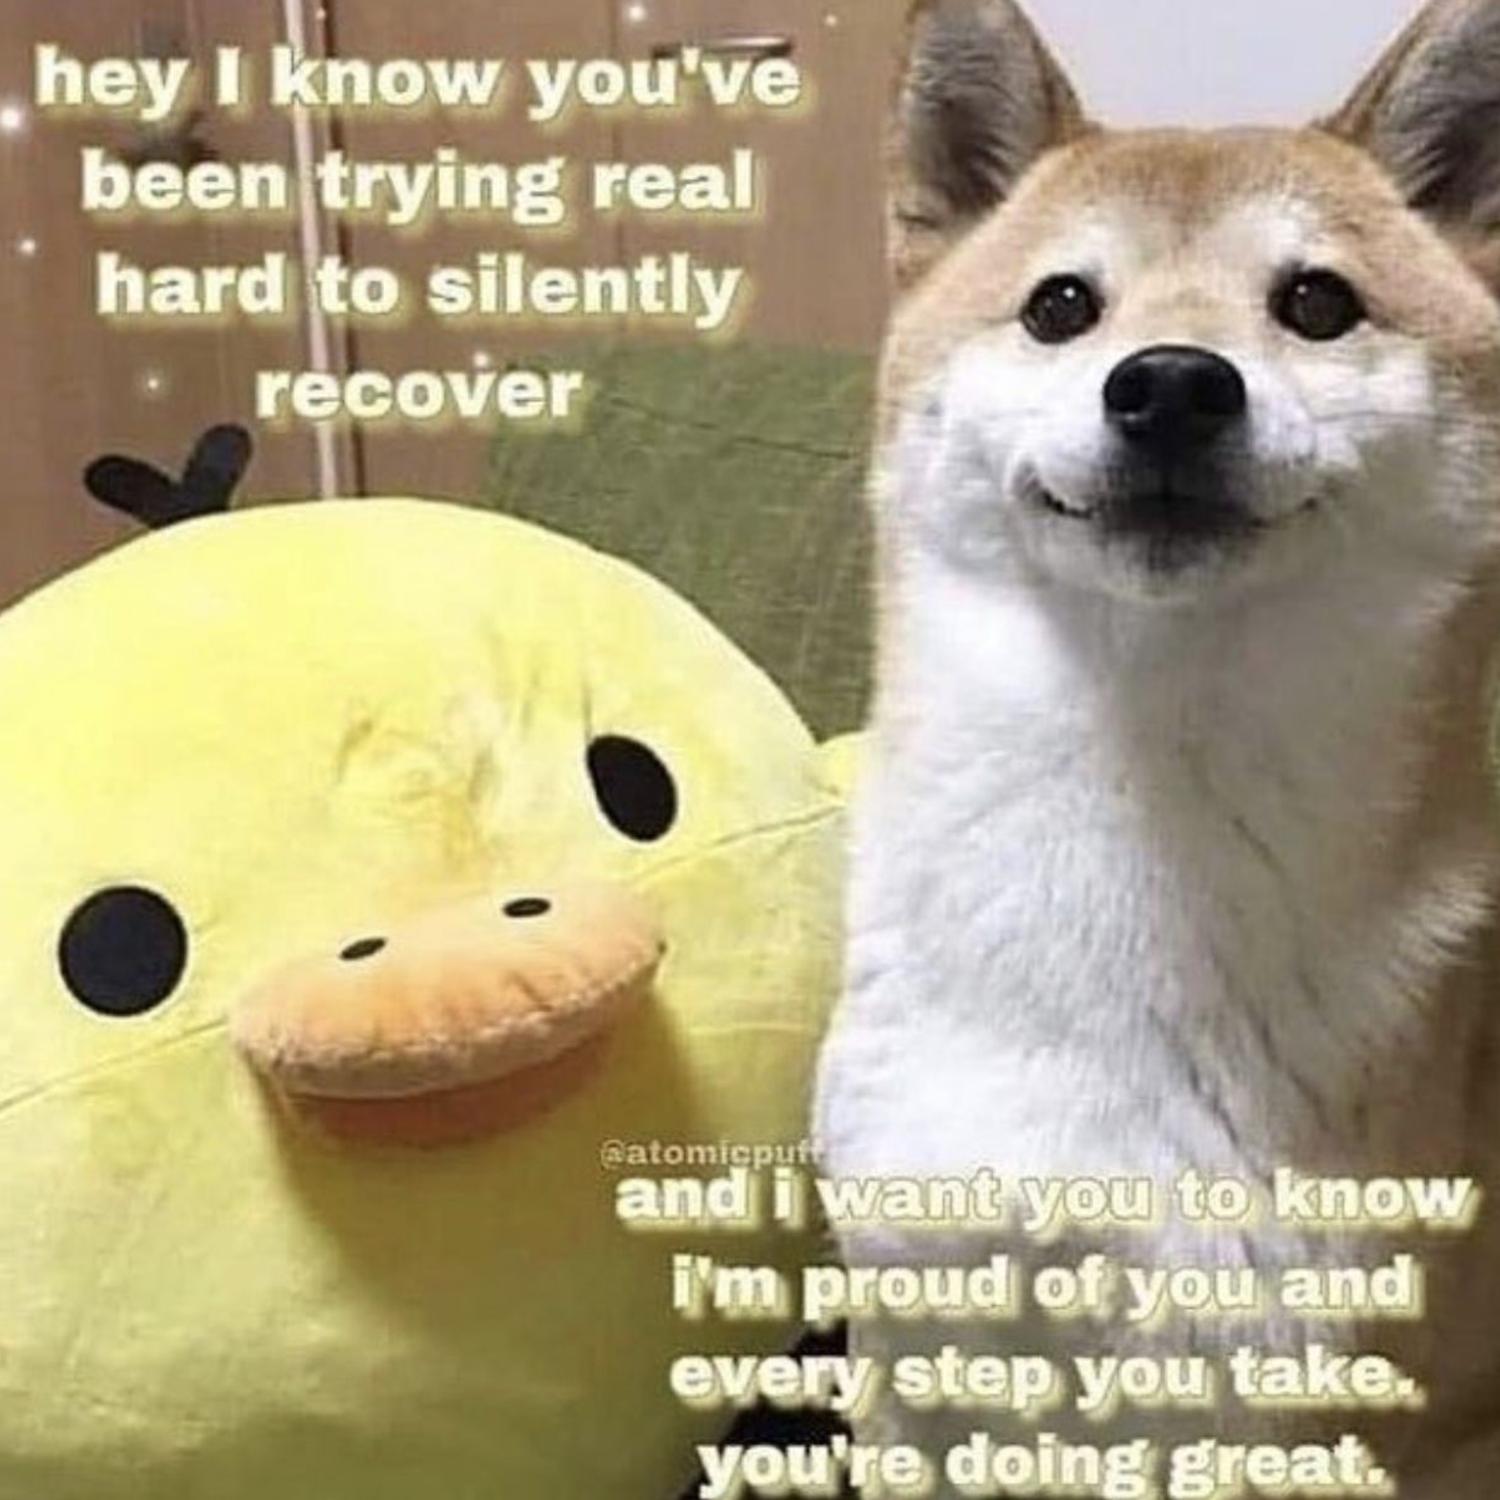 hey I know you've
been trying real
hard to silently
recover
@atomicpuff
and i want you to know
i'm proud of you and
every step you take.
you're doing great.